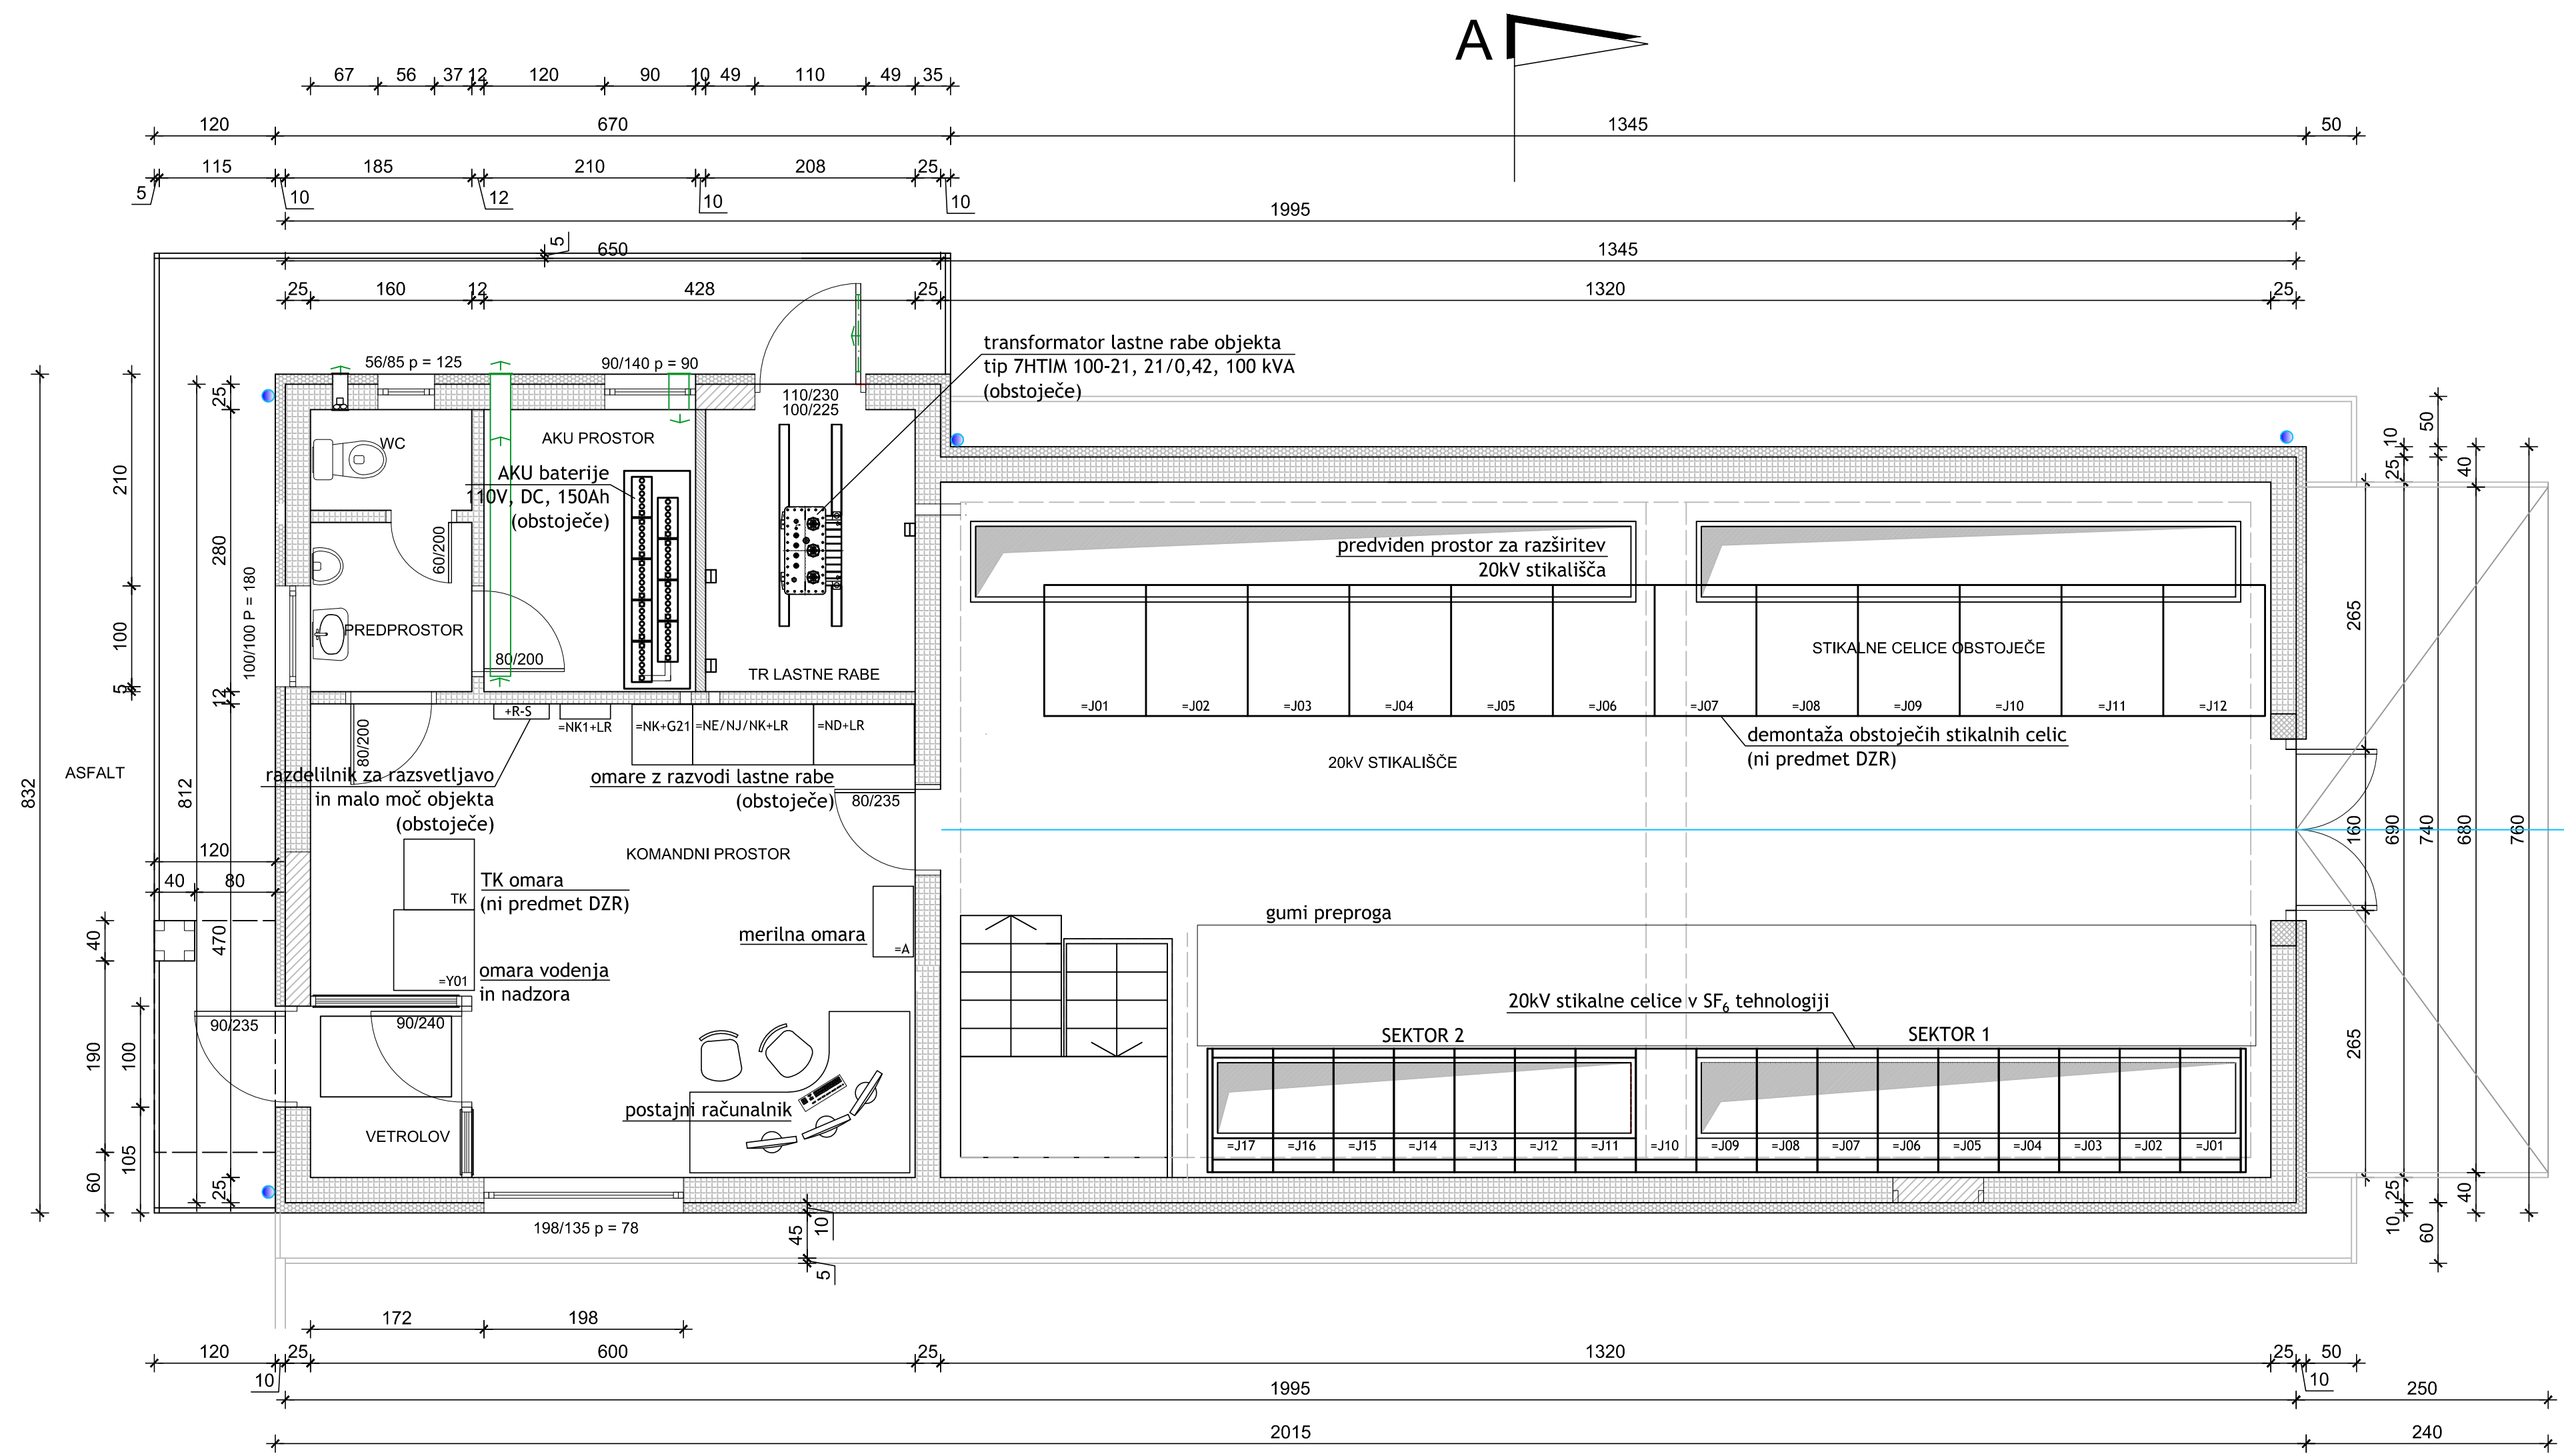 A
67 56 37 12 120 90 10 49 110 49 35
120 670 1345 50
115 185 210 208 25
5 10 12 10 10
1995
5
650 1345
25 160 12 428 25 1320 25
transformator lastne rabe objekta
tip 7HTIM 100-21, 21/0,42, 100 kVA
(obstoječe)
56/85 p = 125
90/140 p = 90
110/230
100/225
WC
AKU PROSTOR
AKU baterije
110V, DC, 150Ah
(obstoječe)
60/200
100/100 P = 180
PREDPROSTOR
80/200
TR LASTNE RABE
predviden prostor za razširitev
20kV stikališča
STIKALNE CELICE OBSTOJEČE
=J01 =J02 =J03 =J04 =J05 =J06 =J07 =J08 =J09 =J10 =J11 =J12
demontaža obstoječih stikalnih celic
(ni predmet DZR)
20kV STIKALIŠČE
+R-S
=NK1+LR
=NK+G21
=NE/NJ/NK+LR
=ND+LR
80/200
razdelilnik za razsvetljavo
in malo moč objekta
(obstoječe)
omare z razvodi lastne rabe
(obstoječe)
80/235
ASFALT
KOMANDNI PROSTOR
TK
TK omara
(ni predmet DZR)
merilna omara
=A
=Y01
omara vodenja
in nadzora
gumi preproga
20kV stikalne celice v SF6 tehnologiji
SEKTOR 2
SEKTOR 1
90/235
90/240
postajni računalnik
VETROLOV
=J17 =J16 =J15 =J14 =J13 =J12 =J11 =J10 =J09 =J08 =J07 =J06 =J05 =J04 =J03 =J02 =J01
198/135 p = 78
832
210 100 5
812
25 280 12 470 25
120
40 80
40 190 60
100 105
45 10 5
265 160 265
10 25 690 25 10
50 740 60
40 680 40
760
172 198
120 25 600 25 1320 25 50
10 10
1995 250
2015 240